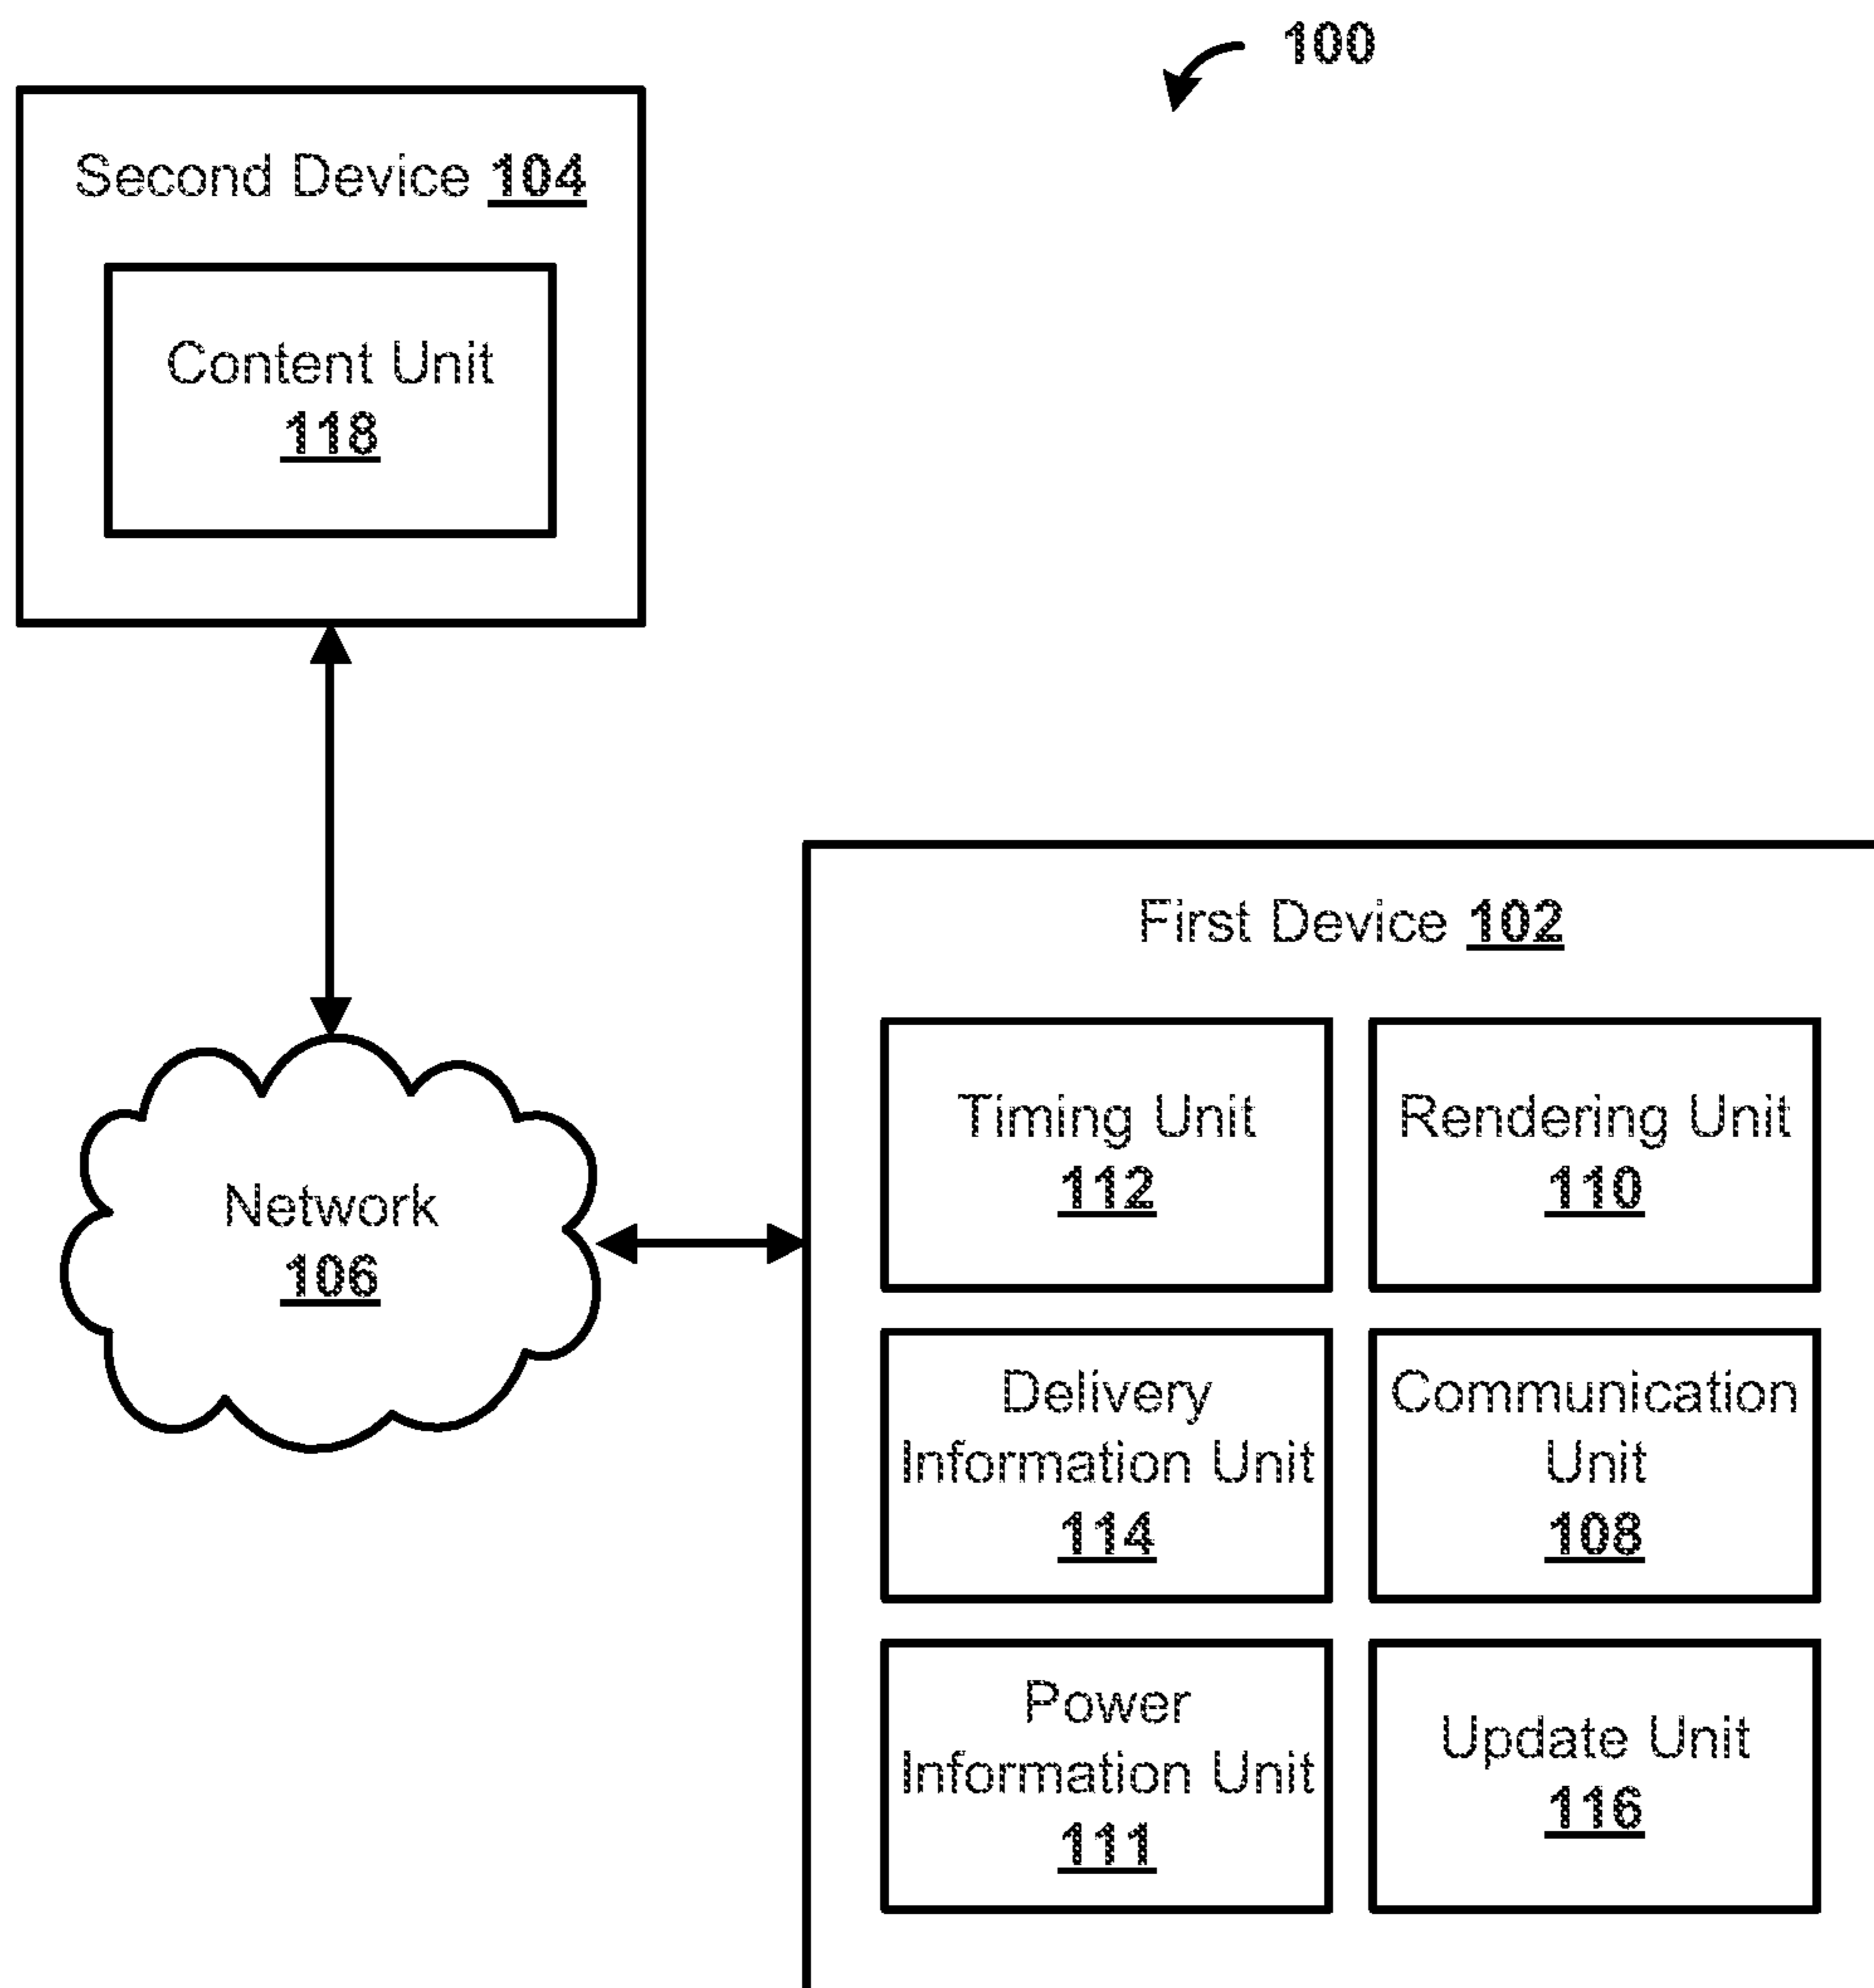 100
Second Device 104
Content Unit
118
First Device 102
Timing Unit
112
Rendering Unit
110
Network
106
Delivery
Information Unit
114
Communication
Unit
108
Power
Information Unit
111
Update Unit
116